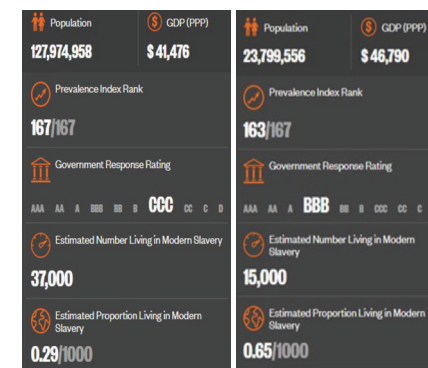 Population
GDP (PPP)
127,974,958
$ 41,476
Prevalence Index Rank
167/167
Government Response Rating
AAA AA A BBB BB B CCC CC C D
Estimated Number Living in Modern Slavery
37,000
Estimated Proportion Living in Modern
Slavery
0.29/1000
Population
GDP (PPP)
23,799,556
$ 46,790
Prevalence Index Rank
163/167
Government Response Rating
AAA AA A BBB BB B CCC CC C
Estimated Number Living in Modern
Slavery
15,000
Estimated Proportion Living in Modern
Slavery
0.65/1000